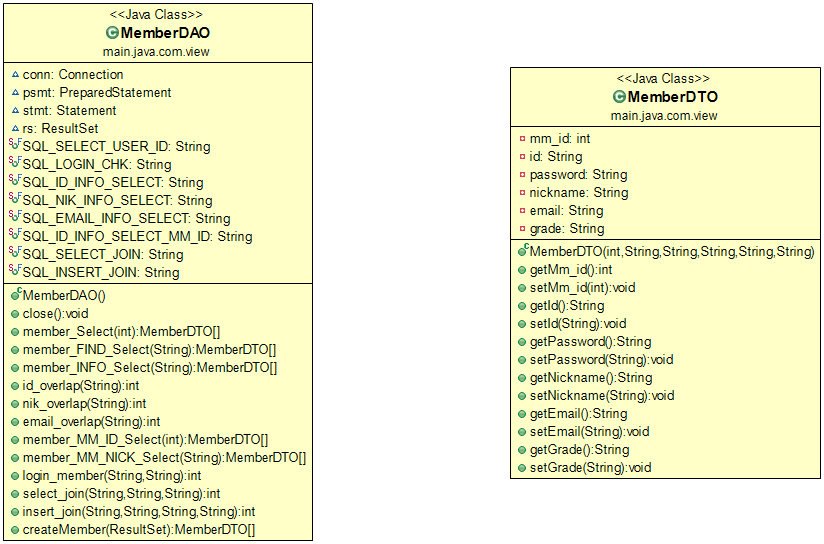 <<Java Class>>
MemberDAO
main.java.com.view
conn: Connection
psmt: PreparedStatement
stmt: Statement
rs: ResultSet
SQL_SELECT_USER_ID: String
SQL_LOGIN_CHK: String
SQL_ID_INFO_SELECT: String
SQL_NIK_INFO_SELECT: String
SQL_EMAIL_INFO_SELECT: String
SQL_ID_INFO_SELECT_MM_ID: String
SQL_SELECT_JOIN: String
SQL_INSERT_JOIN: String
MemberDAO()
close():void
member_Select(int):MemberDTO[]
member_FIND_Select(String):MemberDTO[]
member_INFO_Select(String):MemberDTO[]
id_overlap(String):int
nik_overlap(String):int
email_overlap(String):int
member_MM_ID_Select(int):MemberDTO[]
member_MM_NICK_Select(String):MemberDTO[]
login_member(String,String):int
select_join(String,String,String):int
insert_join(String,String,String,String):int
createMember(ResultSet):MemberDTO[]
<<Java Class>>
MemberDTO
main.java.com.view
mm_id: int
id: String
password: String
nickname: String
email: String
grade: String
MemberDTO(int,String,String,String,String,String)
getMm_id():int
setMm_id(int):void
getId():String
setId(String):void
getPassword():String
setPassword(String):void
getNickname():String
setNickname(String):void
getEmail():String
setEmail(String):void
getGrade():String
setGrade(String):void